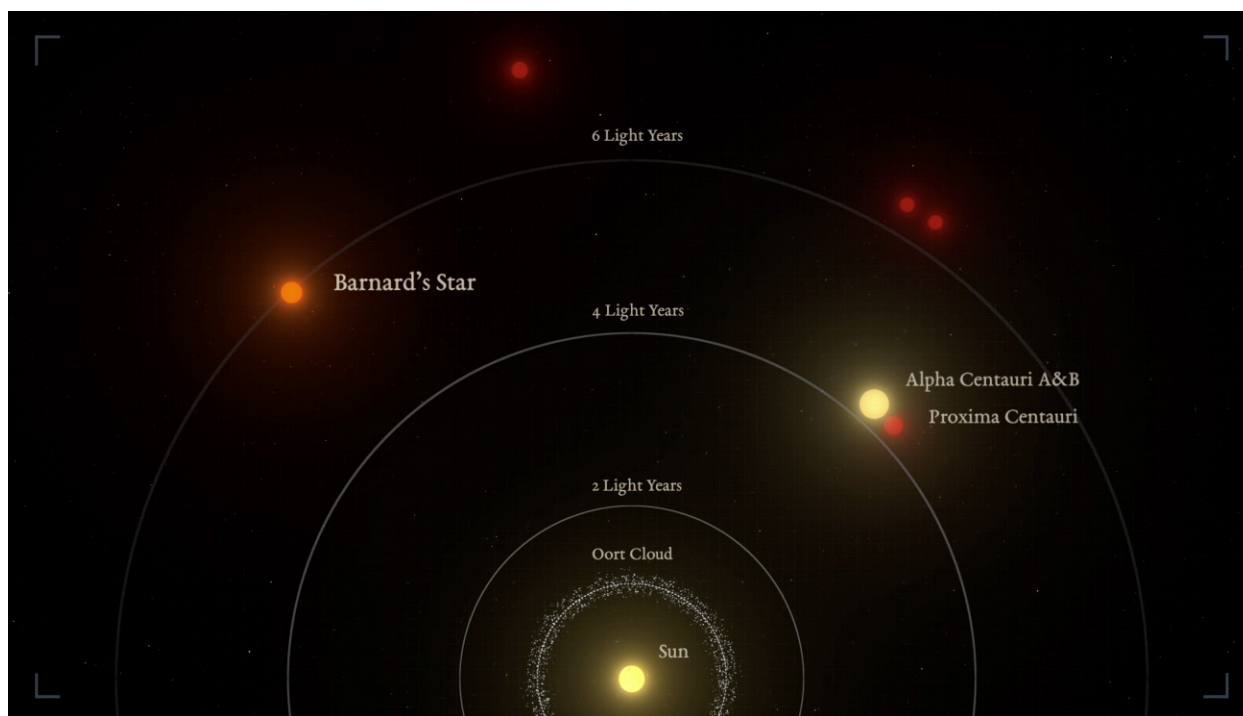 6 Light Years
Barnard's Star
4 Light Years
Alpha Centauri A&B
Proxima Centauri
2 Light Years
Oort Cloud
Sun